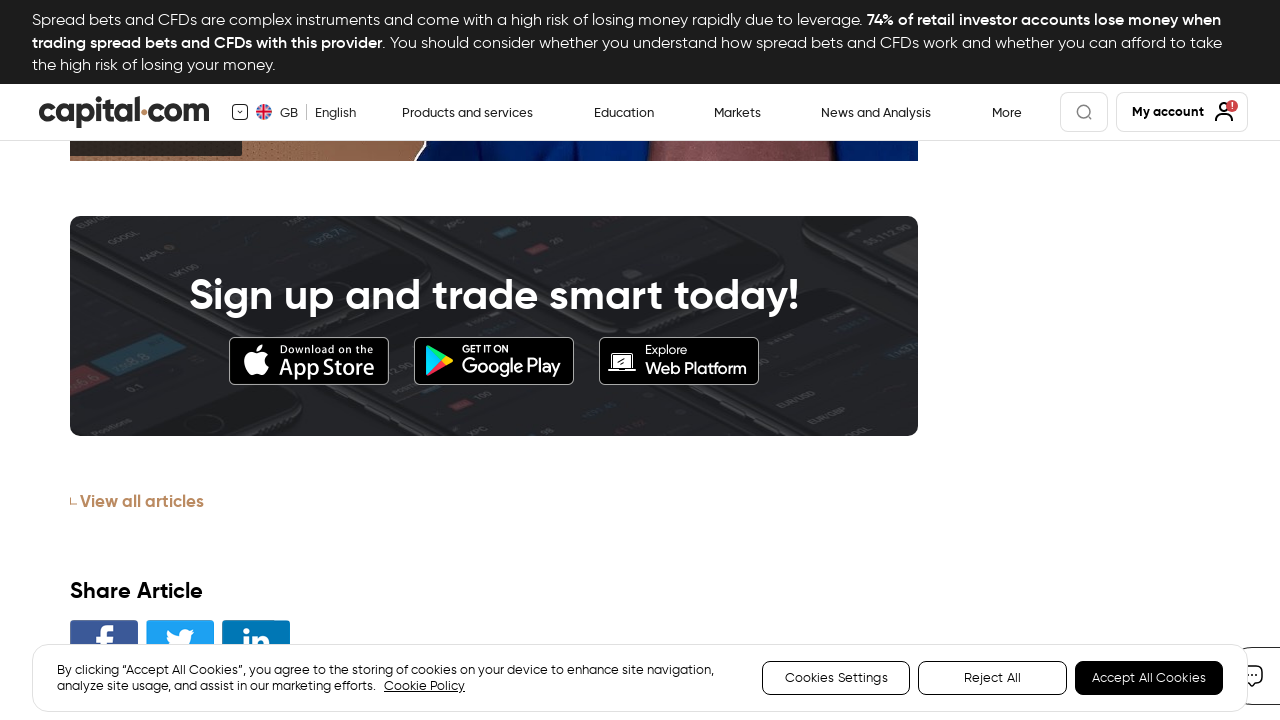 Spread bets and CFDs are complex instruments and come with a high risk of losing money rapidly due to leverage. 74% of retail investor accounts lose money when
trading spread bets and CFDs with this provider. You should consider whether you understand how spread bets and CFDs work and whether you can afford to take
the high risk of losing your money.
capital.com GB English Products and services Education Markets News and Analysis More My account
Sign up and trade smart today!
Download on the App Store
GET IT ON Google Play
Explore Web Platform
View all articles
Share Article
By clicking “Accept All Cookies”, you agree to the storing of cookies on your device to enhance site navigation,
analyze site usage, and assist in our marketing efforts. Cookie Policy
Cookies Settings Reject All Accept All Cookies